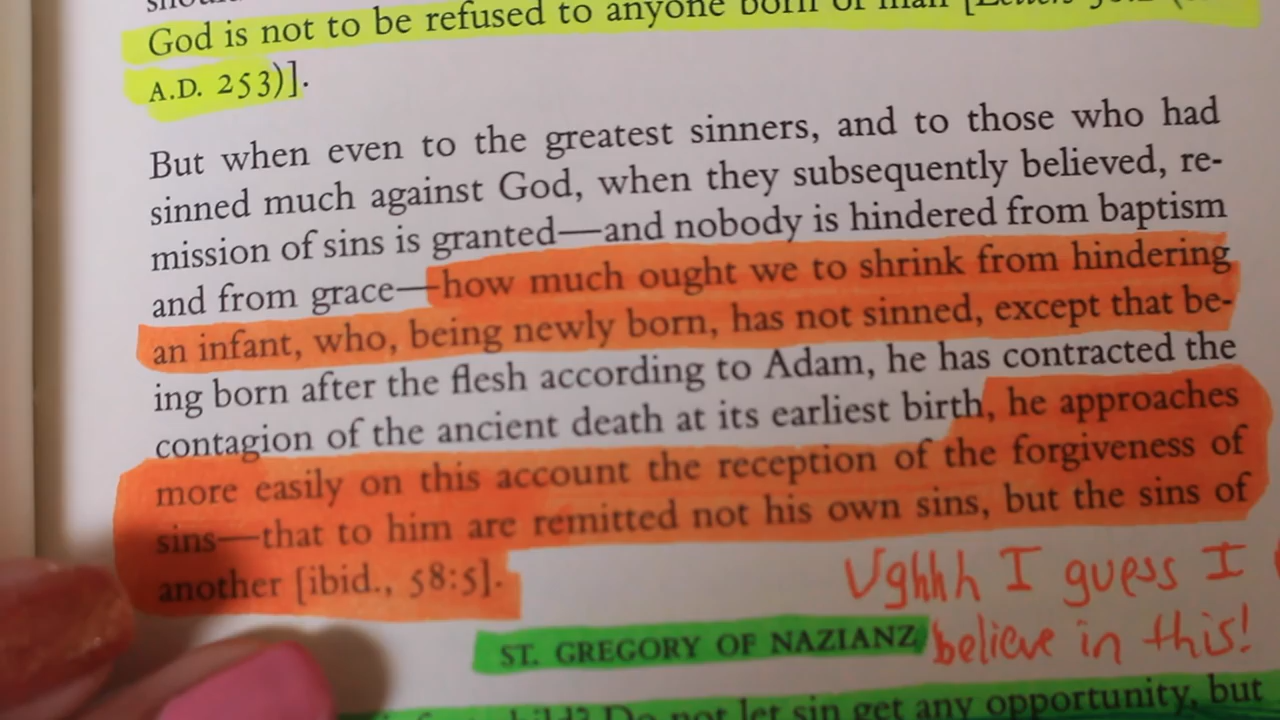 God is not to be refused to anyone born of man [Letters
A.D. 253)].
But when even to the greatest sinners, and to those who had
sinned much against God, when they subsequently believed, re-
mission of sins is granted—and nobody is hindered from baptism
and from grace—how much ought we to shrink from hindering
an infant, who, being newly born, has not sinned, except that be-
ing born after the flesh according to Adam, he has contracted the
contagion of the ancient death at its earliest birth, he approaches
more easily on this account the reception of the forgiveness of
sins—that to him are remitted not his own sins, but the sins of
another [ibid., 58:5].
Ughhh I guess I
believe in this!
ST. GREGORY OF NAZIANZ
Do not let sin get any opportunity, but